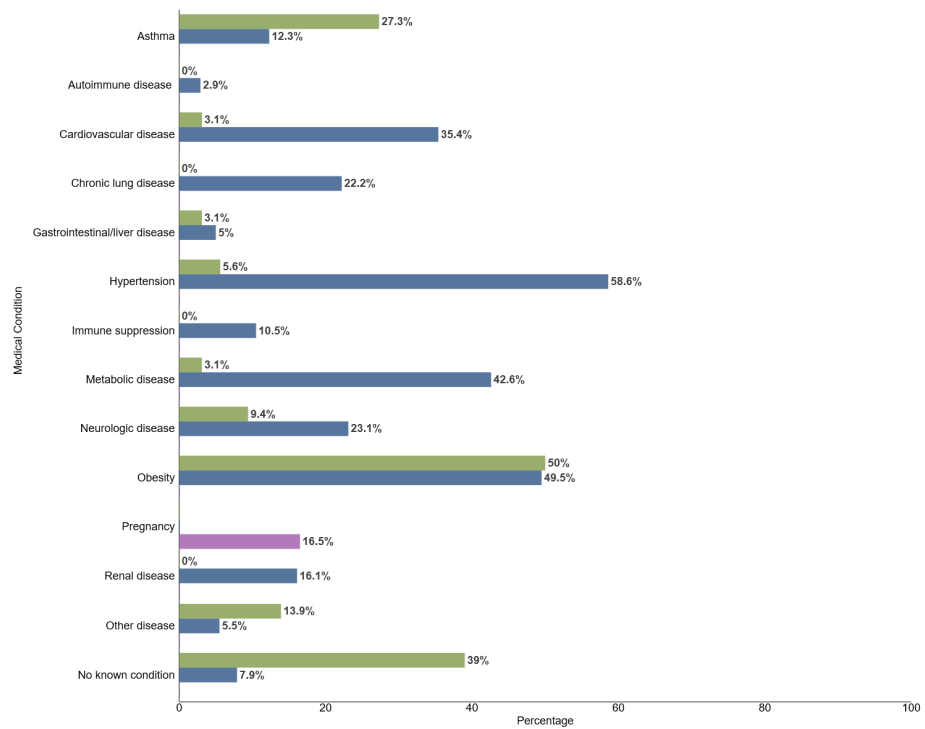 27.3%
Asthma 12.3%
0%
Autoimmune disease 2.9%
3.1%
Cardiovascular disease 35.4%
0%
Chronic lung disease 22.2%
3.1%
Gastrointestinal/liver disease 5%
5.6%
Hypertension 58.6%
0%
Immune suppression 10.5%
3.1%
Metabolic disease 42.6%
9.4%
Neurologic disease 23.1%
50%
Obesity 49.5%
Pregnancy
16.5%
0%
Renal disease 16.1%
13.9%
Other disease 5.5%
39%
No known condition 7.9%
0 20 40 60 80 100
Percentage
Medical Condition